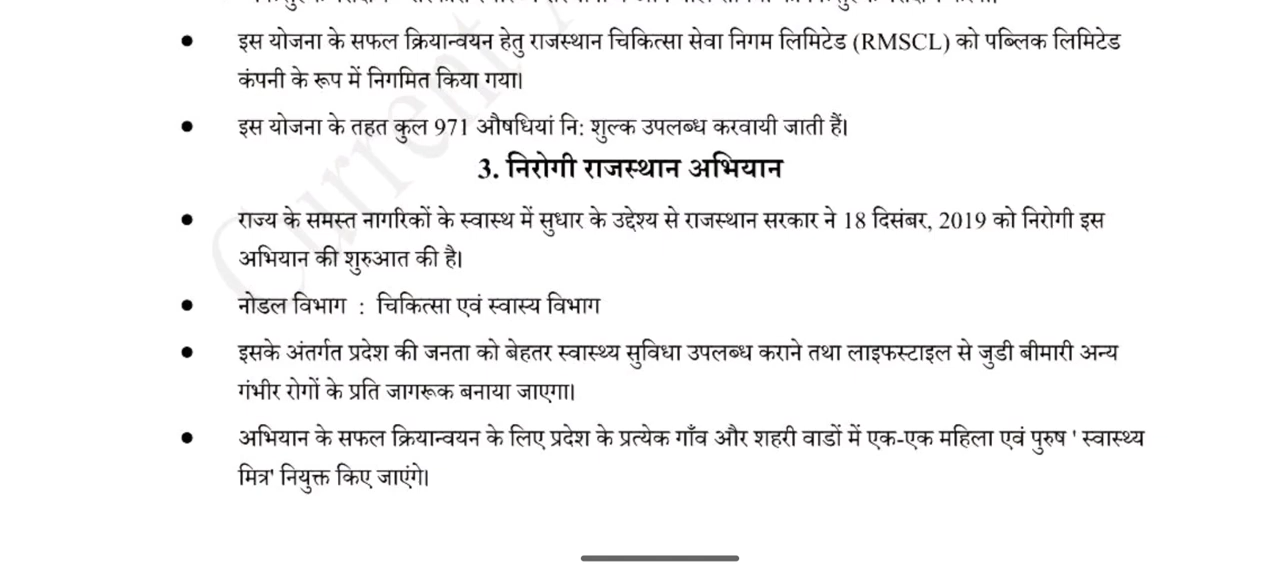 इस योजना के सफल क्रियान्वयन हेतु राजस्थान चिकित्सा सेवा निगम लिमिटेड (RMSCL) को पब्लिक लिमिटेड
कंपनी के रूप में निगमित किया गया।
इस योजना के तहत कुल 971 औषधियां नि: शुल्क उपलब्ध करवायी जाती हैं।
3. निरोगी राजस्थान अभियान
राज्य के समस्त नागरिकों के स्वास्थ में सुधार के उद्देश्य से राजस्थान सरकार ने 18 दिसंबर, 2019 को निरोगी इस
अभियान की शुरुआत की है।
नोडल विभाग : चिकित्सा एवं स्वास्य विभाग
इसके अंतर्गत प्रदेश की जनता को बेहतर स्वास्थ्य सुविधा उपलब्ध कराने तथा लाइफस्टाइल से जुडी बीमारी अन्य
गंभीर रोगों के प्रति जागरूक बनाया जाएगा।
अभियान के सफल क्रियान्वयन के लिए प्रदेश के प्रत्येक गाँव और शहरी वाडों में एक-एक महिला एवं पुरुष ' स्वास्थ्य
मित्र' नियुक्त किए जाएंगे।
Current